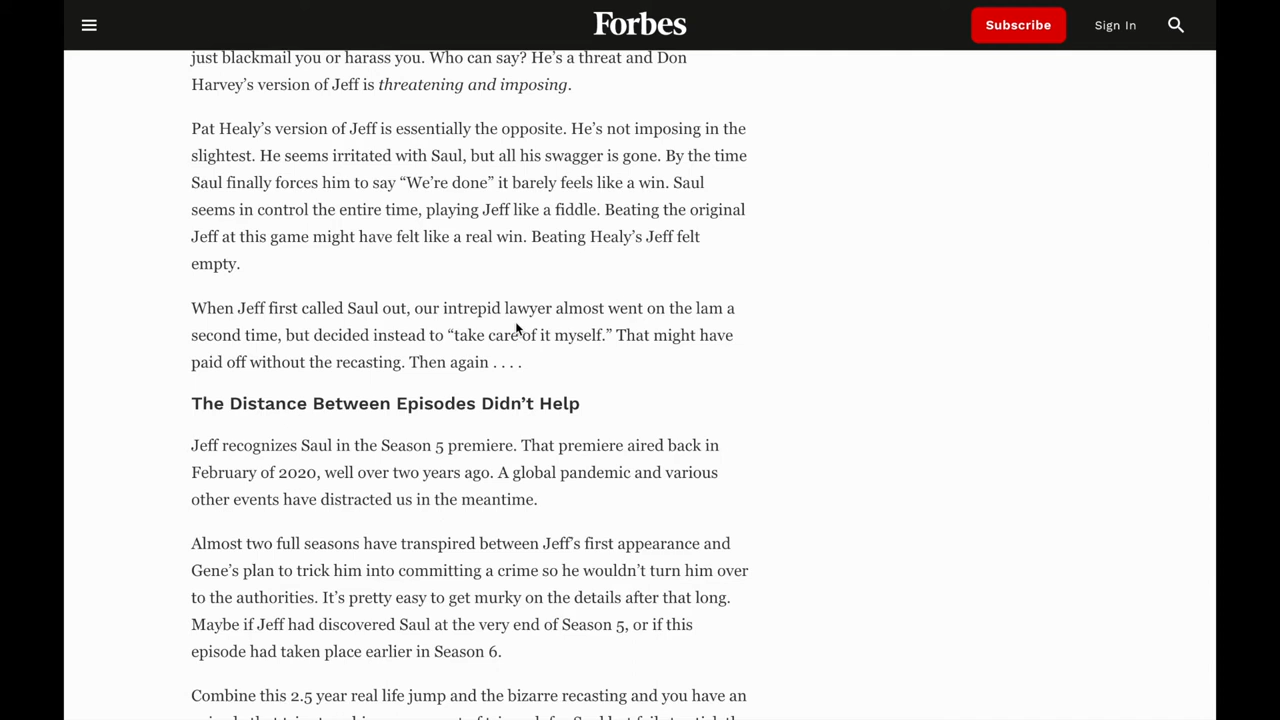 Forbes
Subscribe
Sign In
just blackmail you or harass you. Who can say? He’s a threat and Don
Harvey’s version of Jeff is threatening and imposing.
Pat Healy’s version of Jeff is essentially the opposite. He’s not imposing in the
slightest. He seems irritated with Saul, but all his swagger is gone. By the time
Saul finally forces him to say “We’re done” it barely feels like a win. Saul
seems in control the entire time, playing Jeff like a fiddle. Beating the original
Jeff at this game might have felt like a real win. Beating Healy’s Jeff felt
empty.
When Jeff first called Saul out, our intrepid lawyer almost went on the lam a
second time, but decided instead to “take care of it myself.” That might have
paid off without the recasting. Then again . . . .
The Distance Between Episodes Didn’t Help
Jeff recognizes Saul in the Season 5 premiere. That premiere aired back in
February of 2020, well over two years ago. A global pandemic and various
other events have distracted us in the meantime.
Almost two full seasons have transpired between Jeff’s first appearance and
Gene’s plan to trick him into committing a crime so he wouldn’t turn him over
to the authorities. It’s pretty easy to get murky on the details after that long.
Maybe if Jeff had discovered Saul at the very end of Season 5, or if this
episode had taken place earlier in Season 6.
Combine this 2.5 year real life jump and the bizarre recasting and you have an